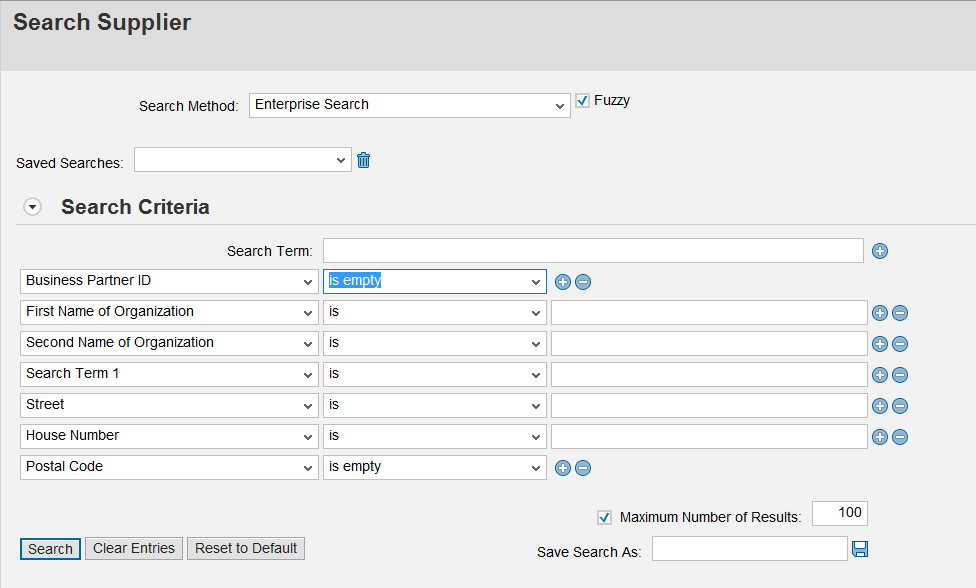 Search Supplier
Search Method: Enterprise Search Fuzzy
Saved Searches:
Search Criteria
Search Term:
Business Partner ID is empty
First Name of Organization is
Second Name of Organization is
Search Term 1 is
Street is
House Number is
Postal Code is empty
Maximum Number of Results: 100
Search Clear Entries Reset to Default Save Search As: